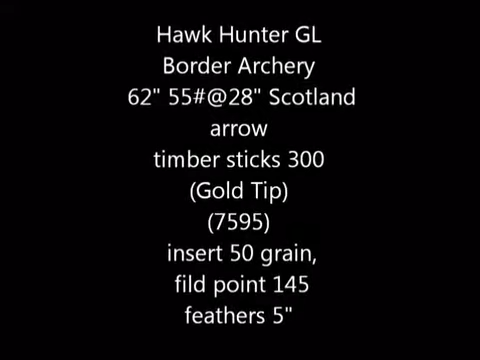 Hawk Hunter GL
Border Archery
62" 55#@28" Scotland
arrow
timber sticks 300
(Gold Tip)
(7595)
insert 50 grain,
fild point 145
feathers 5"